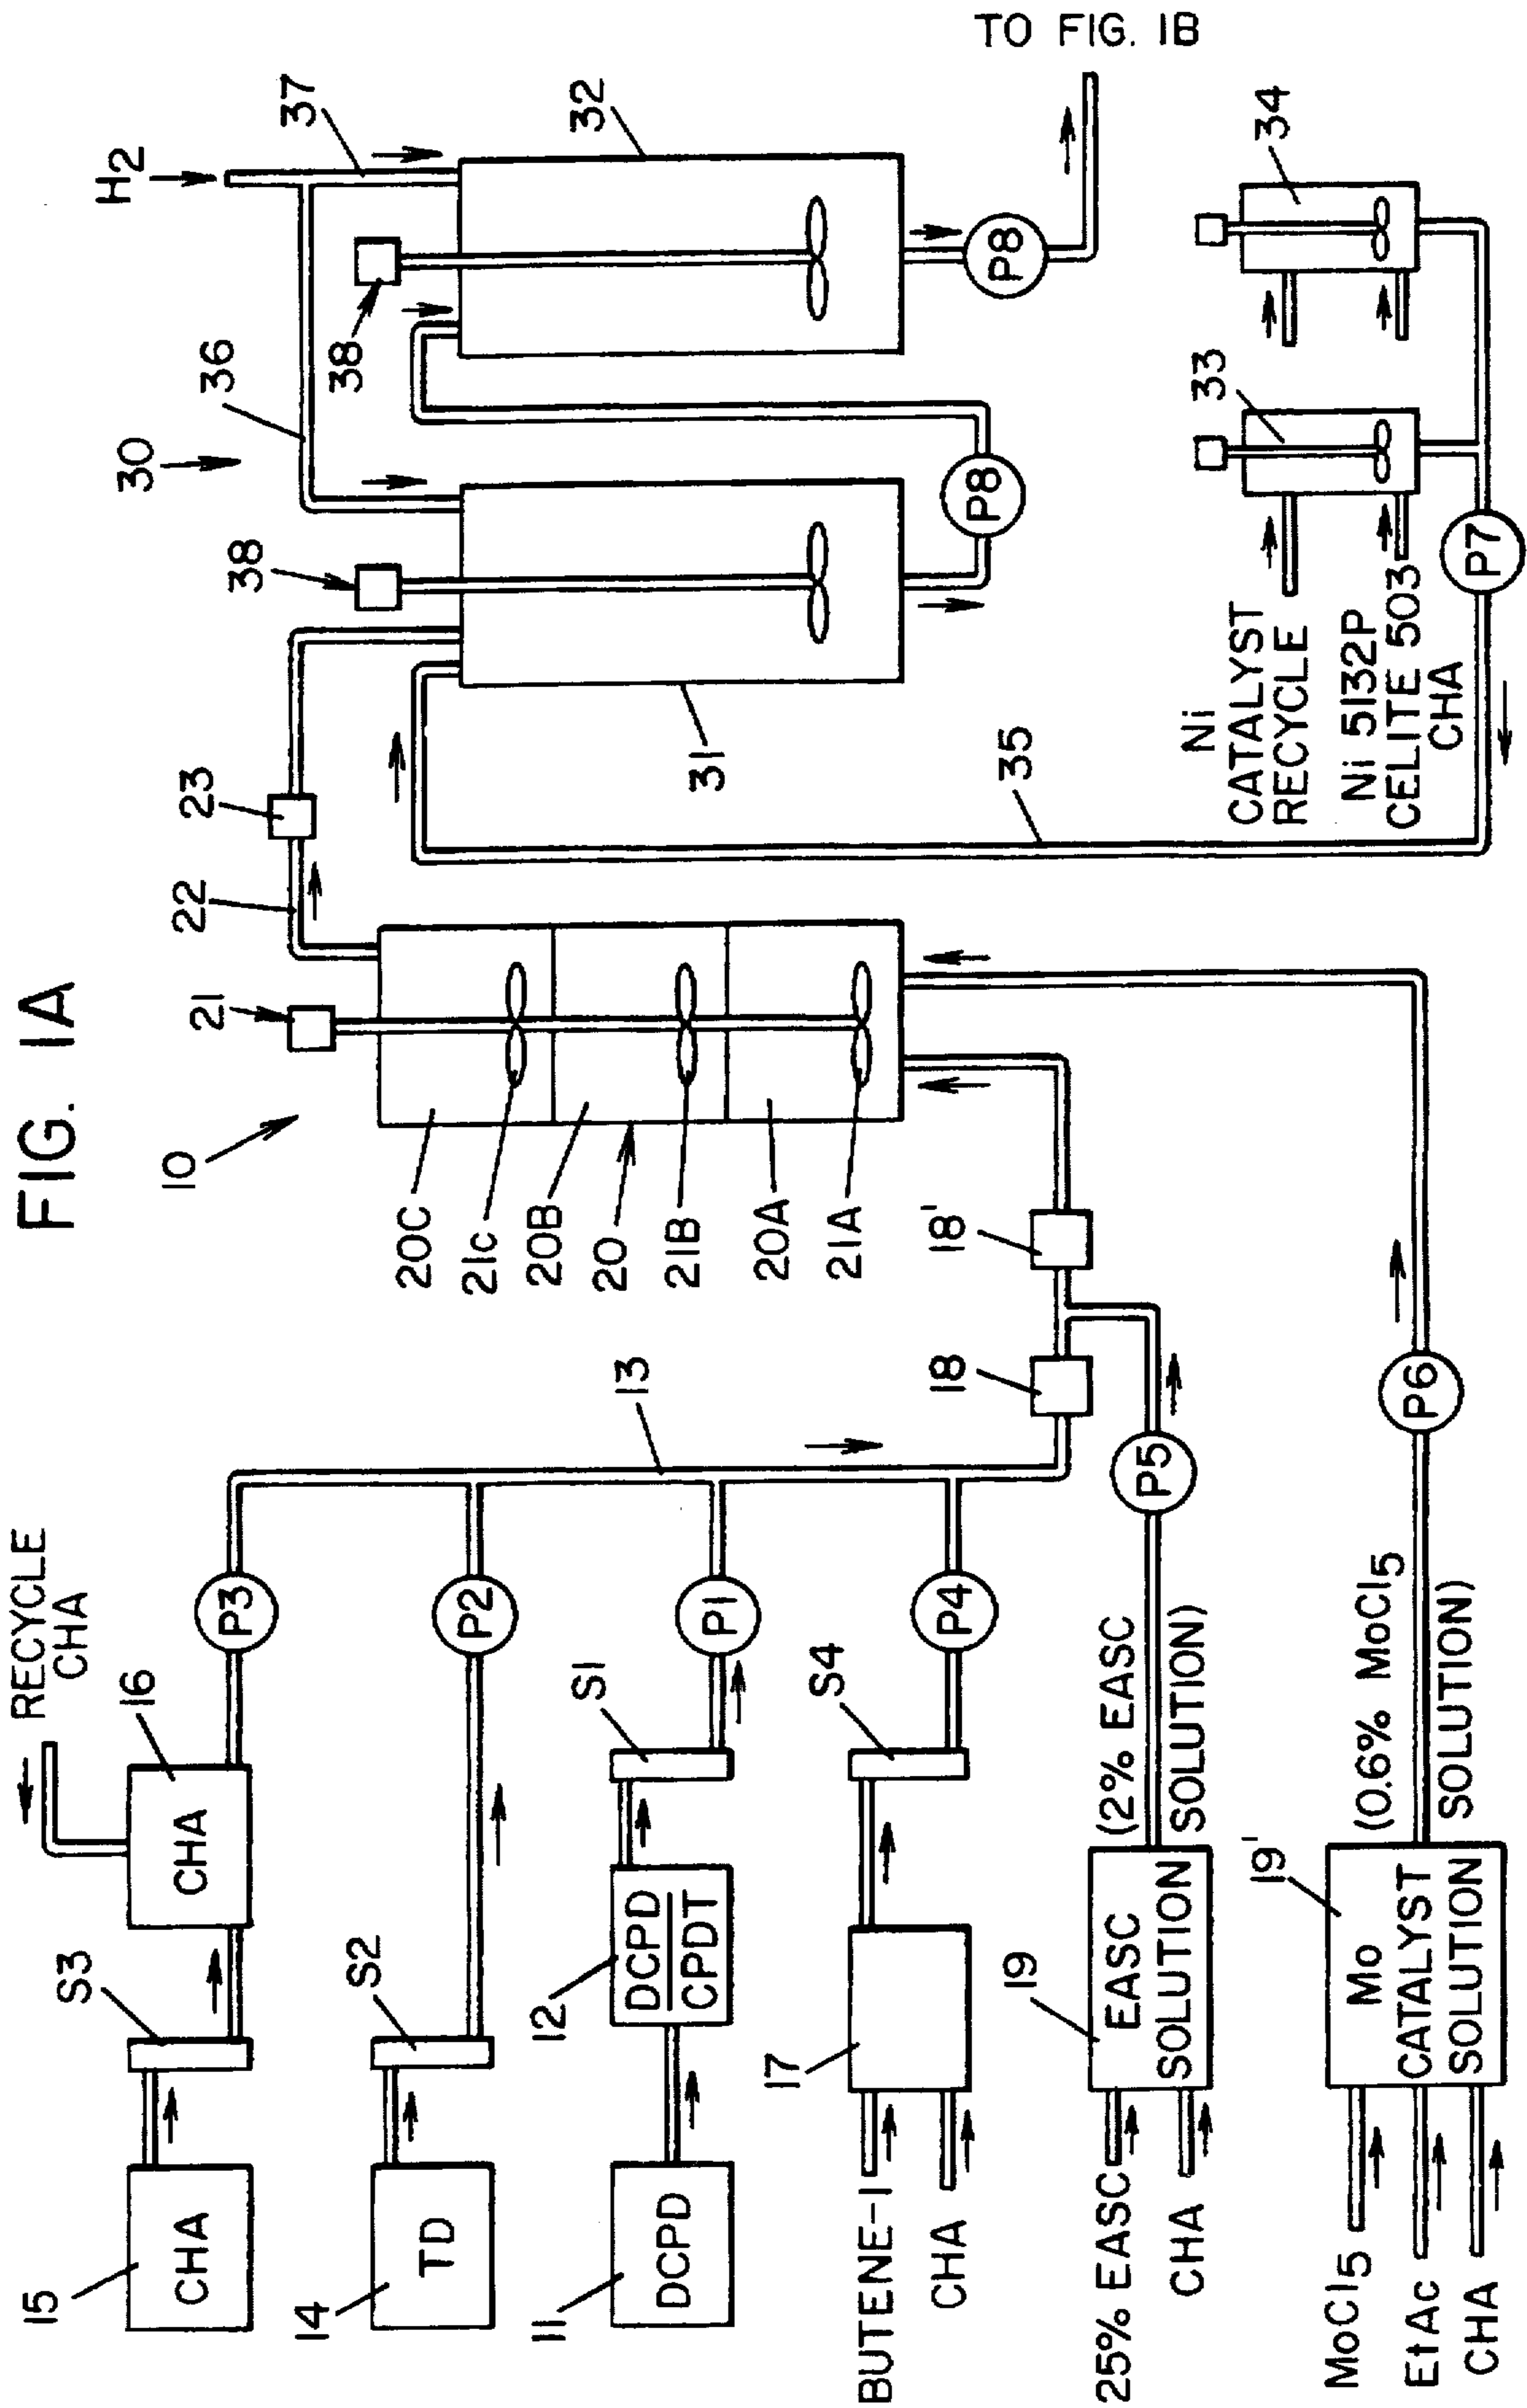 FIG. 1A
RECYCLE
CHA
15
CHA
S3
16
CHA
P3
14
TD
S2
P2
13
11
DCPD
12
DCPD
CPDT
S1
P1
BUTENE-1
CHA
17
S4
P4
18
18'
25% EASC
CHA
19
EASC
SOLUTION
(2% EASC
SOLUTION)
P5
MoCl5
EtAc
CHA
19'
Mo
CATALYST
SOLUTION
(0.6% MoCl5
SOLUTION)
P6
10
21
20C
21c
20B
20
21B
20A
21A
22
23
30
36
H2
37
38
38
31
32
P8
P8
TO FIG. 1B
35
Ni
CATALYST
RECYCLE
Ni 5132P
CELITE 503
CHA
33
34
P7